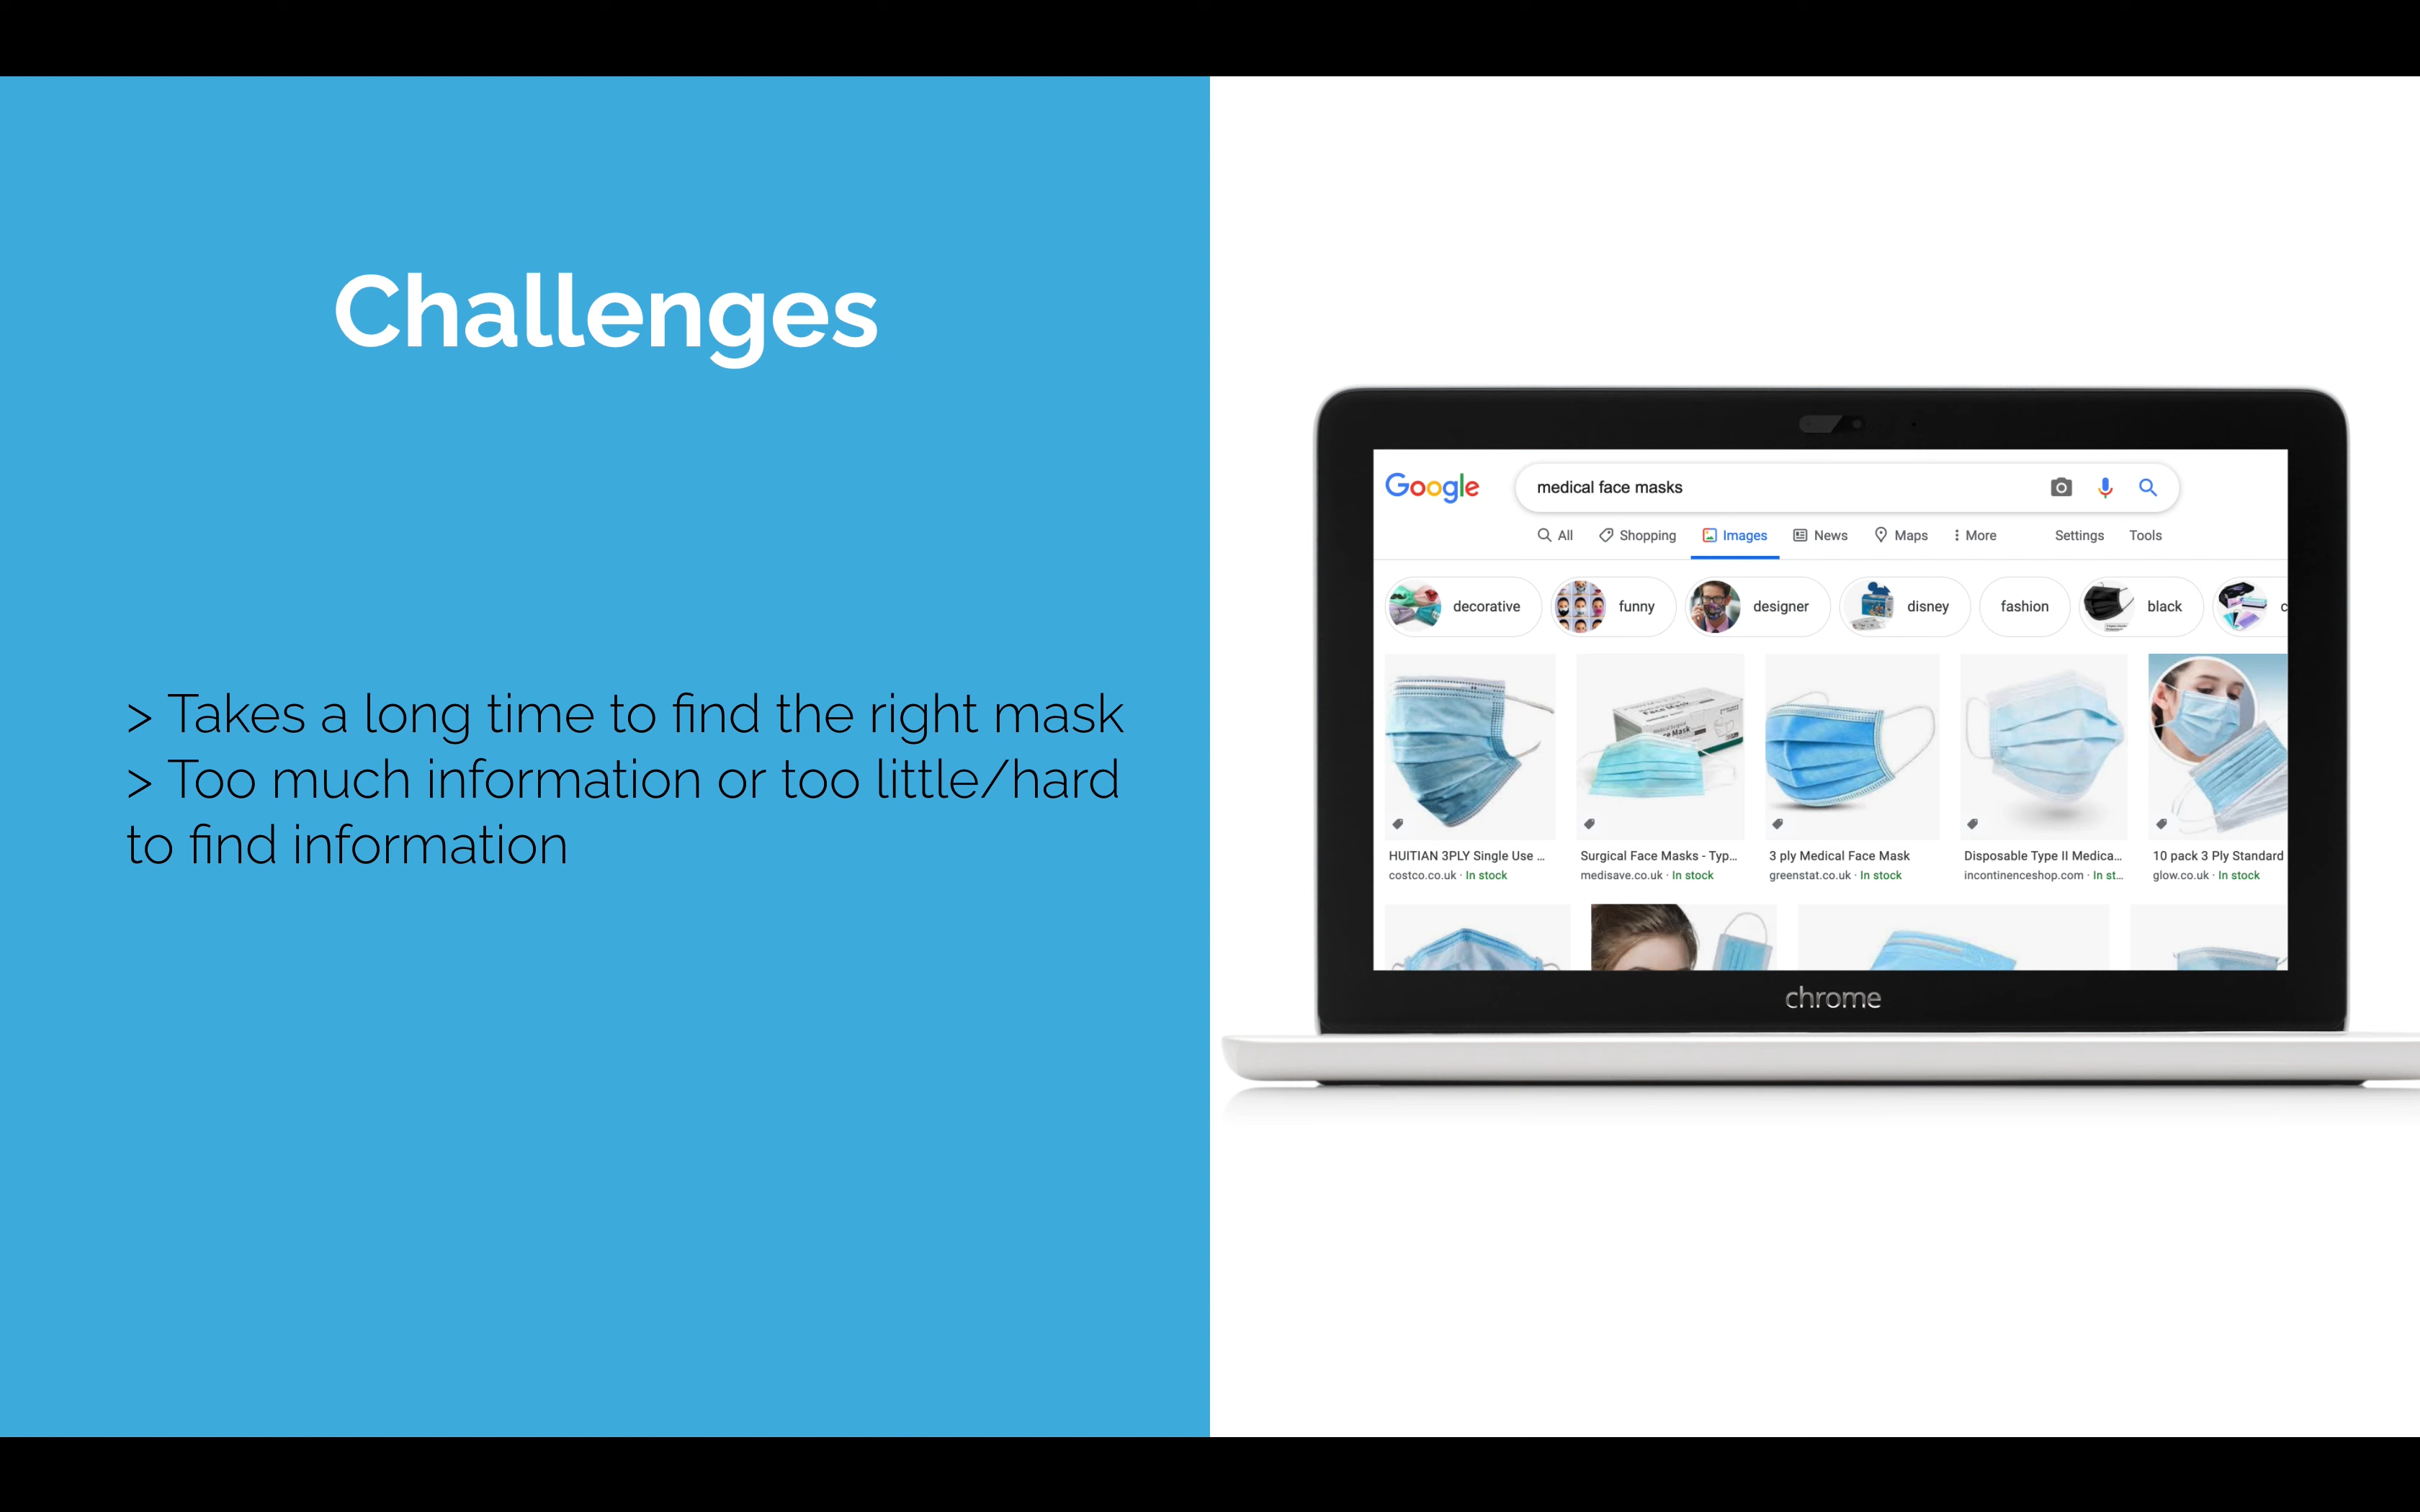 Challenges
> Takes a long time to find the right mask
> Too much information or too little/hard
to find information
Google
medical face masks
All Shopping Images News Maps More Settings Tools
decorative funny designer disney fashion black c
HUITIAN 3PLY Single Use ... Surgical Face Masks - Typ... 3 ply Medical Face Mask Disposable Type II Medica... 10 pack 3 Ply Standard
costco.co.uk · In stock medisave.co.uk · In stock greenstat.co.uk · In stock incontinenceshop.com · In st... glow.co.uk · In stock
chrome